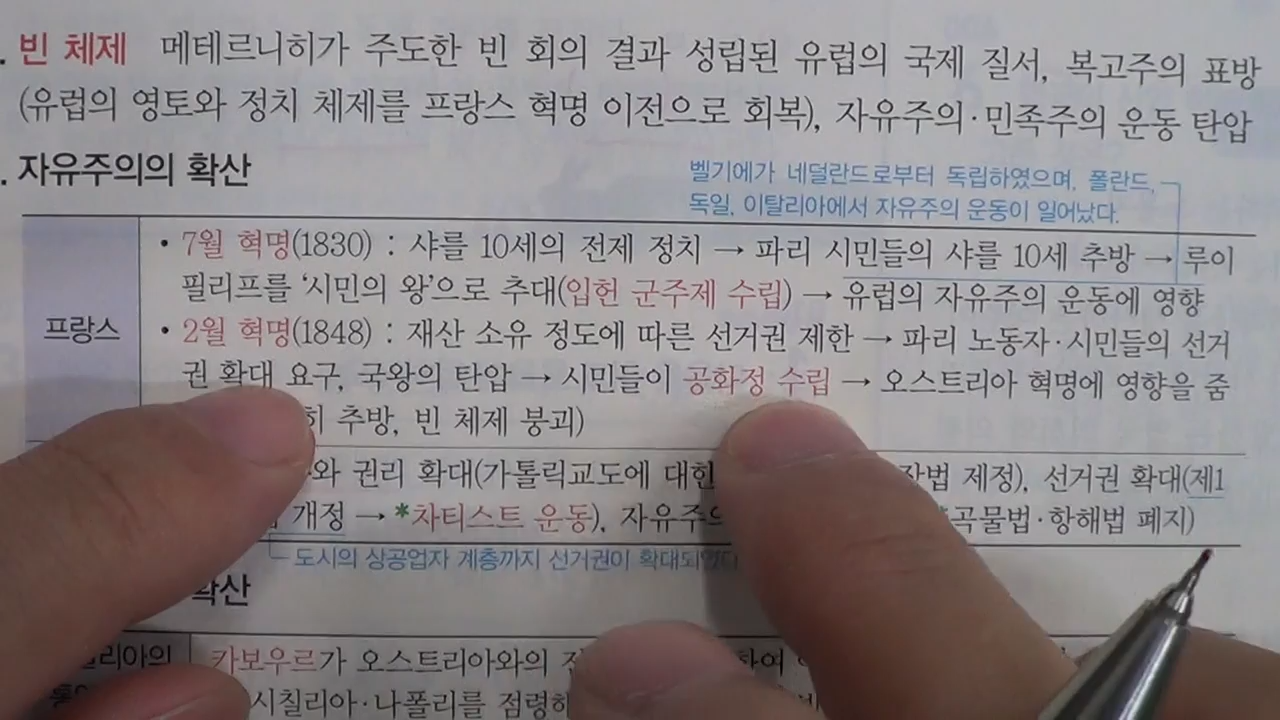 . 빈 체제 메테르니히가 주도한 빈 회의 결과 성립된 유럽의 국제 질서, 복고주의 표방
(유럽의 영토와 정치 체제를 프랑스 혁명 이전으로 회복), 자유주의·민족주의 운동 탄압
. 자유주의의 확산
벨기에가 네덜란드로부터 독립하였으며, 폴란드,
독일, 이탈리아에서 자유주의 운동이 일어났다.
프랑스
• 7월 혁명(1830) : 샤를 10세의 전제 정치 → 파리 시민들의 샤를 10세 추방 → 루이
필리프를 ‘시민의 왕’으로 추대(입헌 군주제 수립) → 유럽의 자유주의 운동에 영향
• 2월 혁명(1848) : 재산 소유 정도에 따른 선거권 제한 → 파리 노동자·시민들의 선거
권 확대 요구, 국왕의 탄압 → 시민들이 공화정 수립 → 오스트리아 혁명에 영향을 줌
히 추방, 빈 체제 붕괴)
와 권리 확대(가톨릭교도에 대한 법 제정), 선거권 확대(제1
개정 → *차티스트 운동), 자유주의 곡물법·항해법 폐지)
도시의 상공업자 계층까지 선거권이 확대되었다
확산
리아의
카보우르가 오스트리아와의 하여
시칠리아·나폴리를 점령하